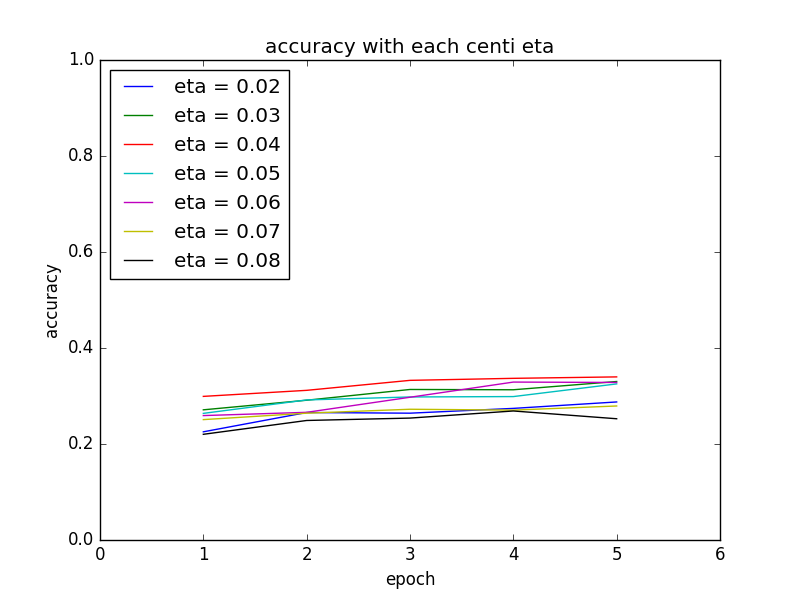 accuracy with each centi eta
1.0
0.8
0.6
0.4
0.2
0.0
accuracy
eta = 0.02
eta = 0.03
eta = 0.04
eta = 0.05
eta = 0.06
eta = 0.07
eta = 0.08
0 1 2 3 4 5 6
epoch